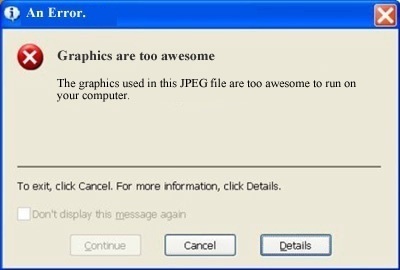 An Error.
Graphics are too awesome
The graphics used in this JPEG file are too awesome to run on
your computer.
To exit, click Cancel. For more information, click Details.
Don't display this message again
Continue Cancel Details